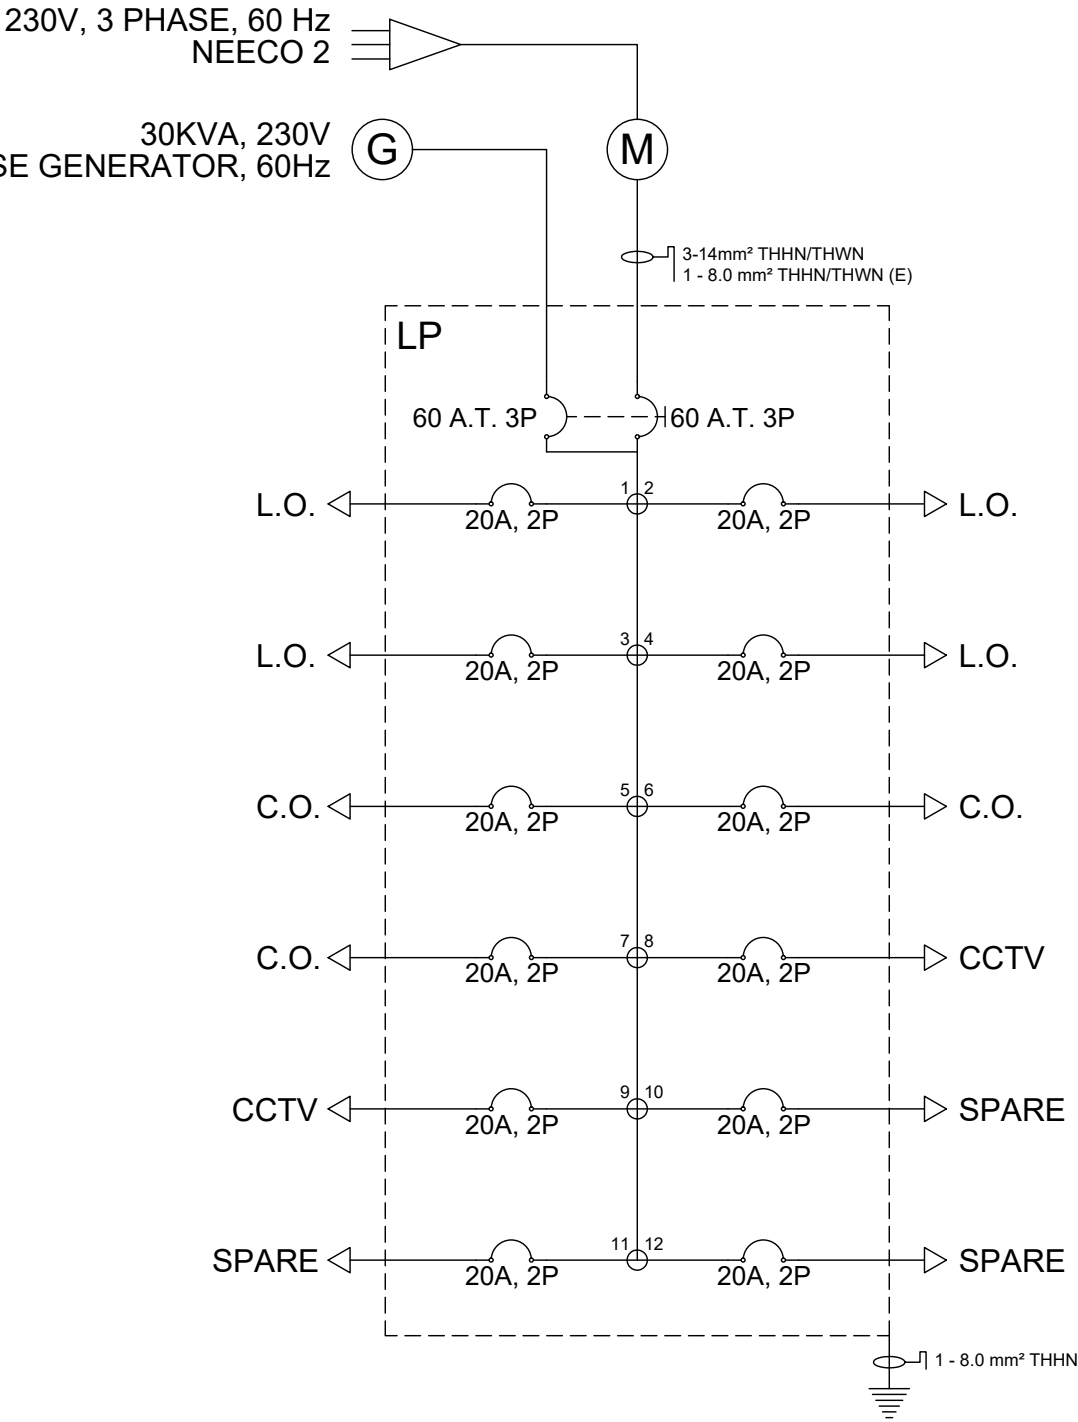 230V, 3 PHASE, 60 Hz
NEECO 2
30KVA, 230V
GENERATOR, 60Hz
G
M
3-14mm² THHN/THWN
1 - 8.0 mm² THHN/THWN (E)
LP
60 A.T. 3P
60 A.T. 3P
L.O.
20A, 2P
1 2
20A, 2P
L.O.
L.O.
20A, 2P
3 4
20A, 2P
L.O.
C.O.
20A, 2P
5 6
20A, 2P
C.O.
C.O.
20A, 2P
7 8
20A, 2P
CCTV
CCTV
20A, 2P
9 10
20A, 2P
SPARE
SPARE
20A, 2P
11 12
20A, 2P
SPARE
1 - 8.0 mm² THHN